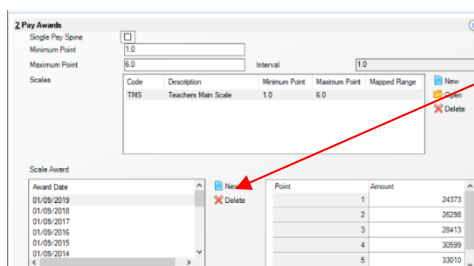 2 Pay Awards
Single Pay Spine
Minimum Point 1.0
Maximum Point 6.0 Interval 1.0
Scales
Code Description Minimum Point Maximum Point Mapped Range
TMS Teachers Main Scale 1.0 6.0
New
Open
Delete
Scale Award
Award Date
01/09/2019
01/09/2018
01/09/2017
01/09/2016
01/09/2015
01/09/2014
New
Delete
Point Amount
1 24373
2 26298
3 28413
4 30599
5 33010